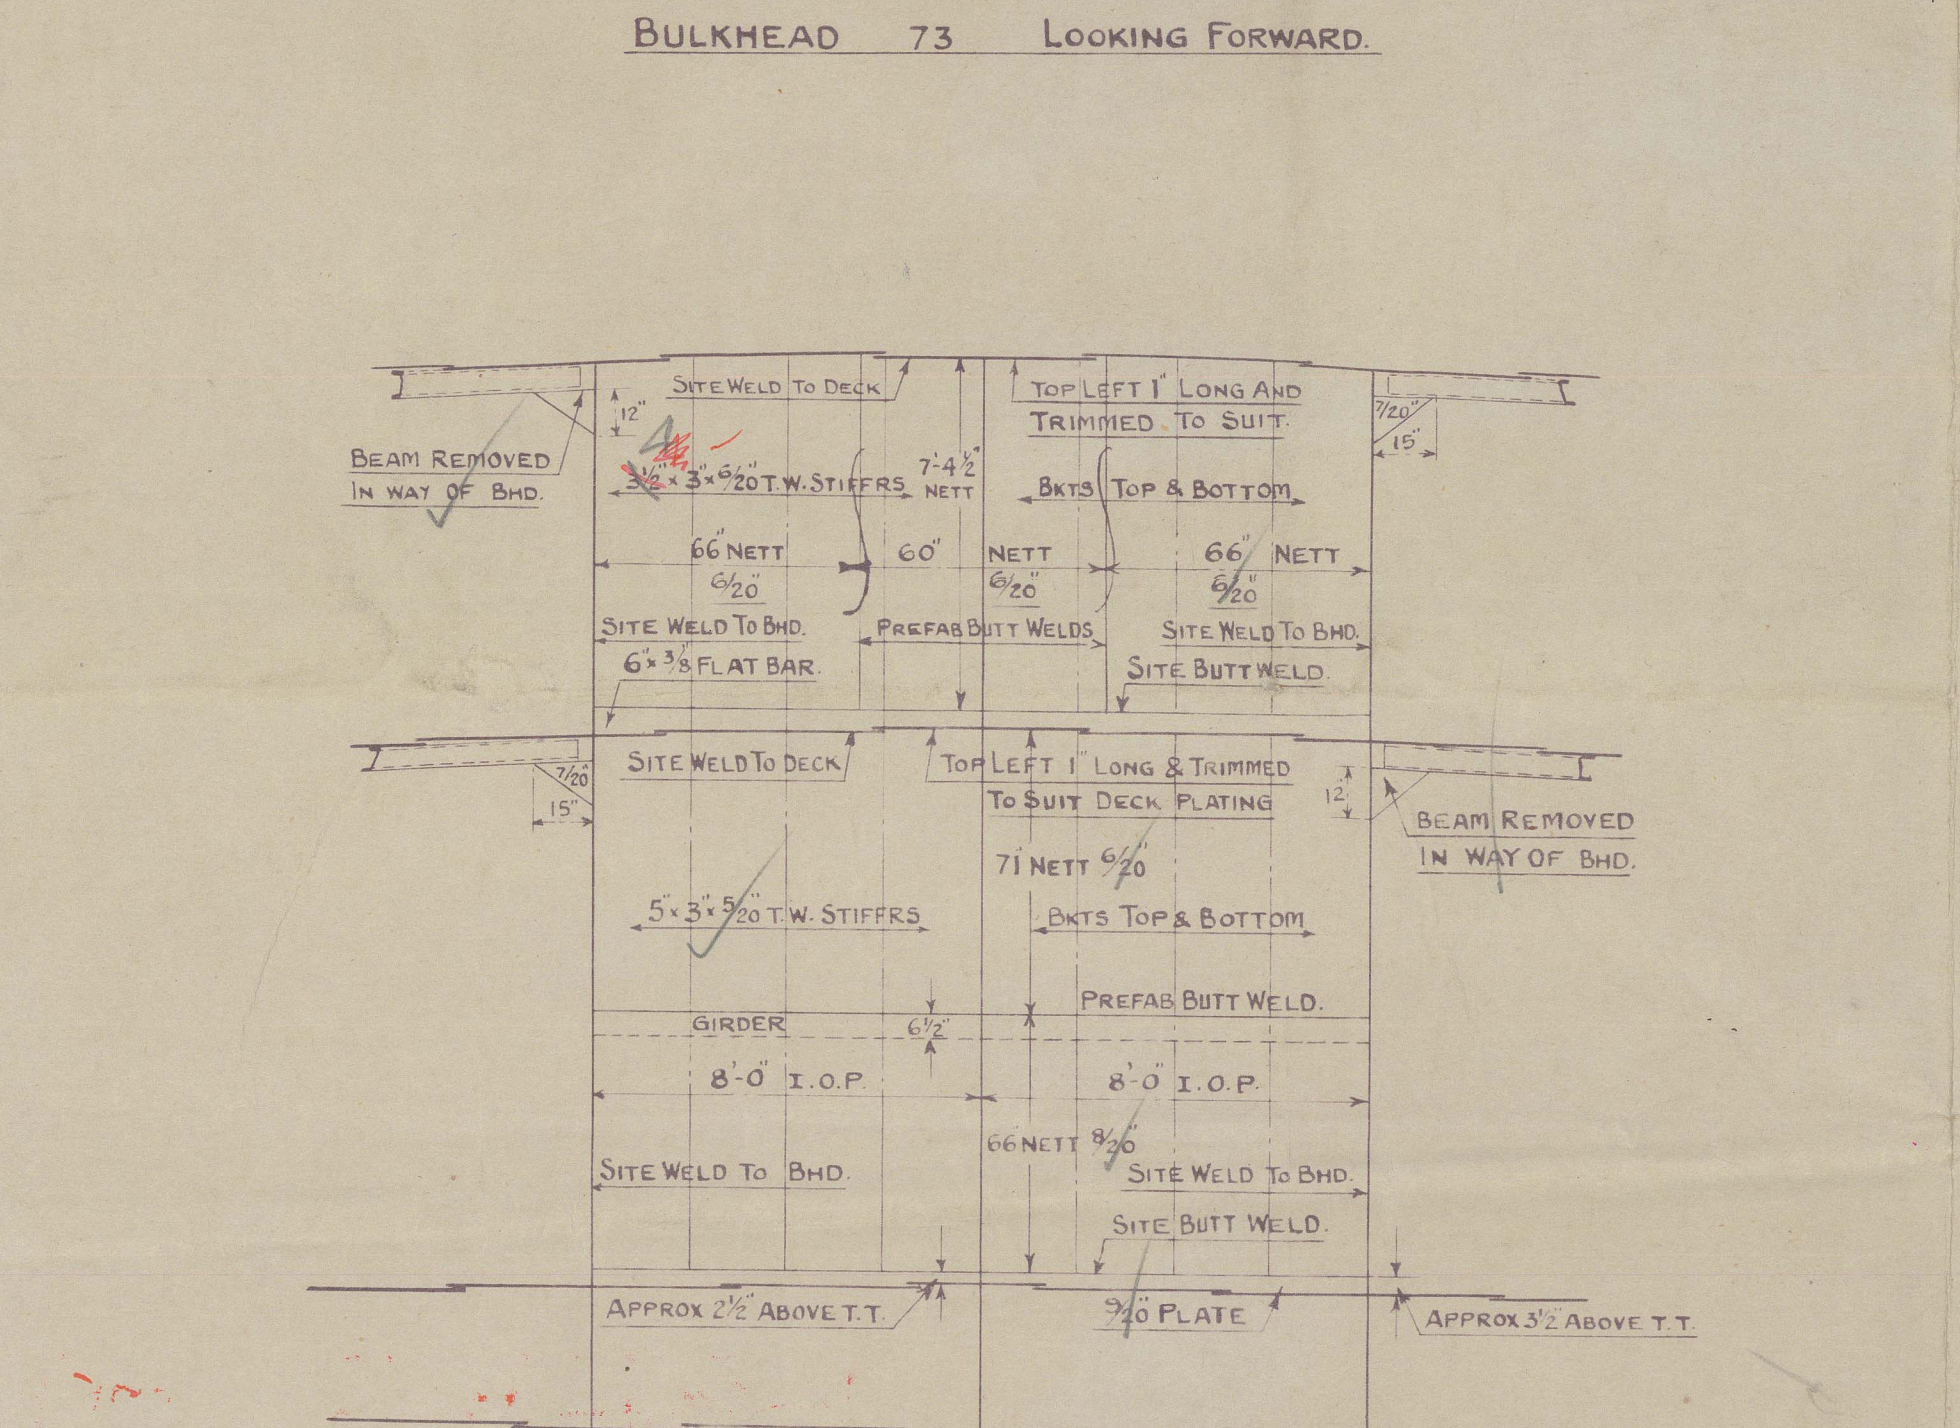 BULKHEAD 73 LOOKING FORWARD.
SITE WELD TO DECK
TOP LEFT 1" LONG AND
TRIMMED TO SUIT.
12"
7/20"
15"
BEAM REMOVED
IN WAY OF BHD.
4
3½" × 3" × 6/20" T.W. STIFFRS
7'-4½"
NETT
BKTS TOP & BOTTOM
66" NETT
6/20"
60" NETT
6/20"
66" NETT
6/20"
SITE WELD TO BHD.
PREFAB BUTT WELDS
SITE WELD TO BHD.
6" × 3/8" FLAT BAR.
SITE BUTT WELD.
SITE WELD TO DECK
TOP LEFT 1" LONG & TRIMMED
TO SUIT DECK PLATING
7/20"
15"
12"
BEAM REMOVED
IN WAY OF BHD.
71" NETT 6/20"
5" × 3" × 5/20" T.W. STIFFRS
BKTS TOP & BOTTOM
PREFAB BUTT WELD.
GIRDER
6½"
8'-0" I.O.P.
8'-0" I.O.P.
66" NETT 8/20"
SITE WELD TO BHD.
SITE WELD TO BHD.
SITE BUTT WELD.
APPROX 2½" ABOVE T.T.
9/20" PLATE
APPROX 3½" ABOVE T.T.